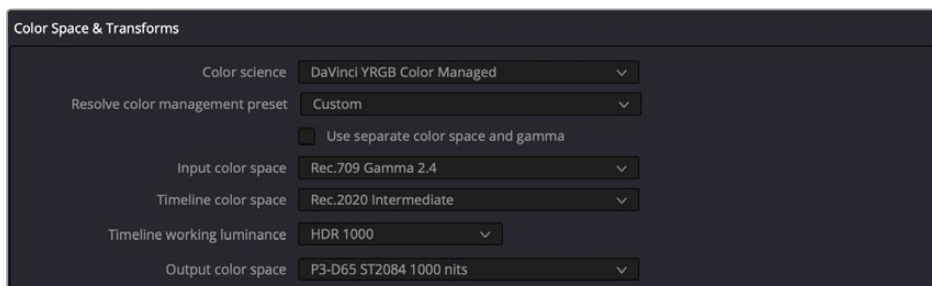 Color Space & Transforms
Color science DaVinci YRGB Color Managed
Resolve color management preset Custom
Use separate color space and gamma
Input color space Rec.709 Gamma 2.4
Timeline color space Rec.2020 Intermediate
Timeline working luminance HDR 1000
Output color space P3-D65 ST2084 1000 nits